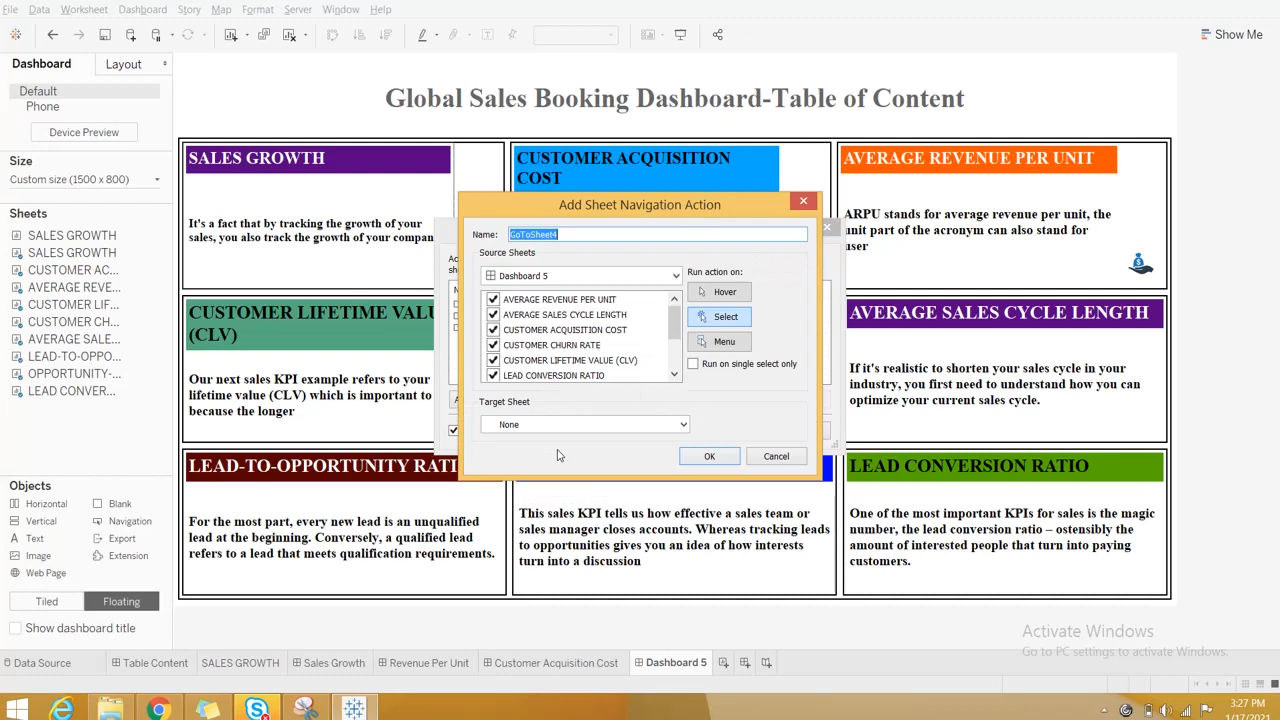 File Data Worksheet Dashboard Story Map Format Server Window Help
Show Me
Dashboard Layout
Default
Phone
Device Preview
Size
Custom size (1500 x 800)
Sheets
SALES GROWTH
SALES GROWTH
CUSTOMER AC...
AVERAGE REVE...
CUSTOMER LIF...
CUSTOMER CH...
AVERAGE SALE...
LEAD-TO-OPPO...
OPPORTUNITY-...
LEAD CONVER...
Objects
Horizontal Blank
Vertical Navigation
Text Export
Image Extension
Web Page
Tiled Floating
Show dashboard title
Global Sales Booking Dashboard-Table of Content
SALES GROWTH
It's a fact that by tracking the growth of your
sales, you also track the growth of your compan
CUSTOMER ACQUISITION
COST
AVERAGE REVENUE PER UNIT
ARPU stands for average revenue per unit, the
unit part of the acronym can also stand for
user
CUSTOMER LIFETIME VALU
(CLV)
Our next sales KPI example refers to your
lifetime value (CLV) which is important to
because the longer
AVERAGE SALES CYCLE LENGTH
If it's realistic to shorten your sales cycle in your
industry, you first need to understand how you can
optimize your current sales cycle.
LEAD-TO-OPPORTUNITY RATI
For the most part, every new lead is an unqualified
lead at the beginning. Conversely, a qualified lead
refers to a lead that meets qualification requirements.
This sales KPI tells us how effective a sales team or
sales manager closes accounts. Whereas tracking leads
to opportunities gives you an idea of how interests
turn into a discussion
LEAD CONVERSION RATIO
One of the most important KPIs for sales is the magic
number, the lead conversion ratio – ostensibly the
amount of interested people that turn into paying
customers.
Add Sheet Navigation Action
Name: GoToSheet4
Source Sheets
Dashboard 5
AVERAGE REVENUE PER UNIT
AVERAGE SALES CYCLE LENGTH
CUSTOMER ACQUISITION COST
CUSTOMER CHURN RATE
CUSTOMER LIFETIME VALUE (CLV)
LEAD CONVERSION RATIO
Run action on:
Hover
Select
Menu
Run on single select only
Target Sheet
None
OK Cancel
Activate Windows
Go to PC settings to activate Windows.
Data Source Table Content SALES GROWTH Sales Growth Revenue Per Unit Customer Acquisition Cost Dashboard 5
3:27 PM
1/17/2021